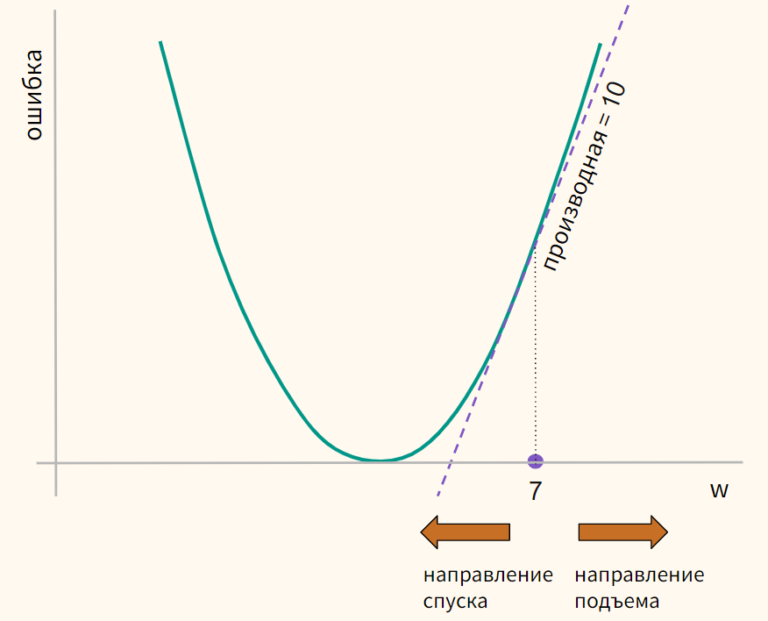 ошибка
производная = 10
7
w
направление
спуска
направление
подъема